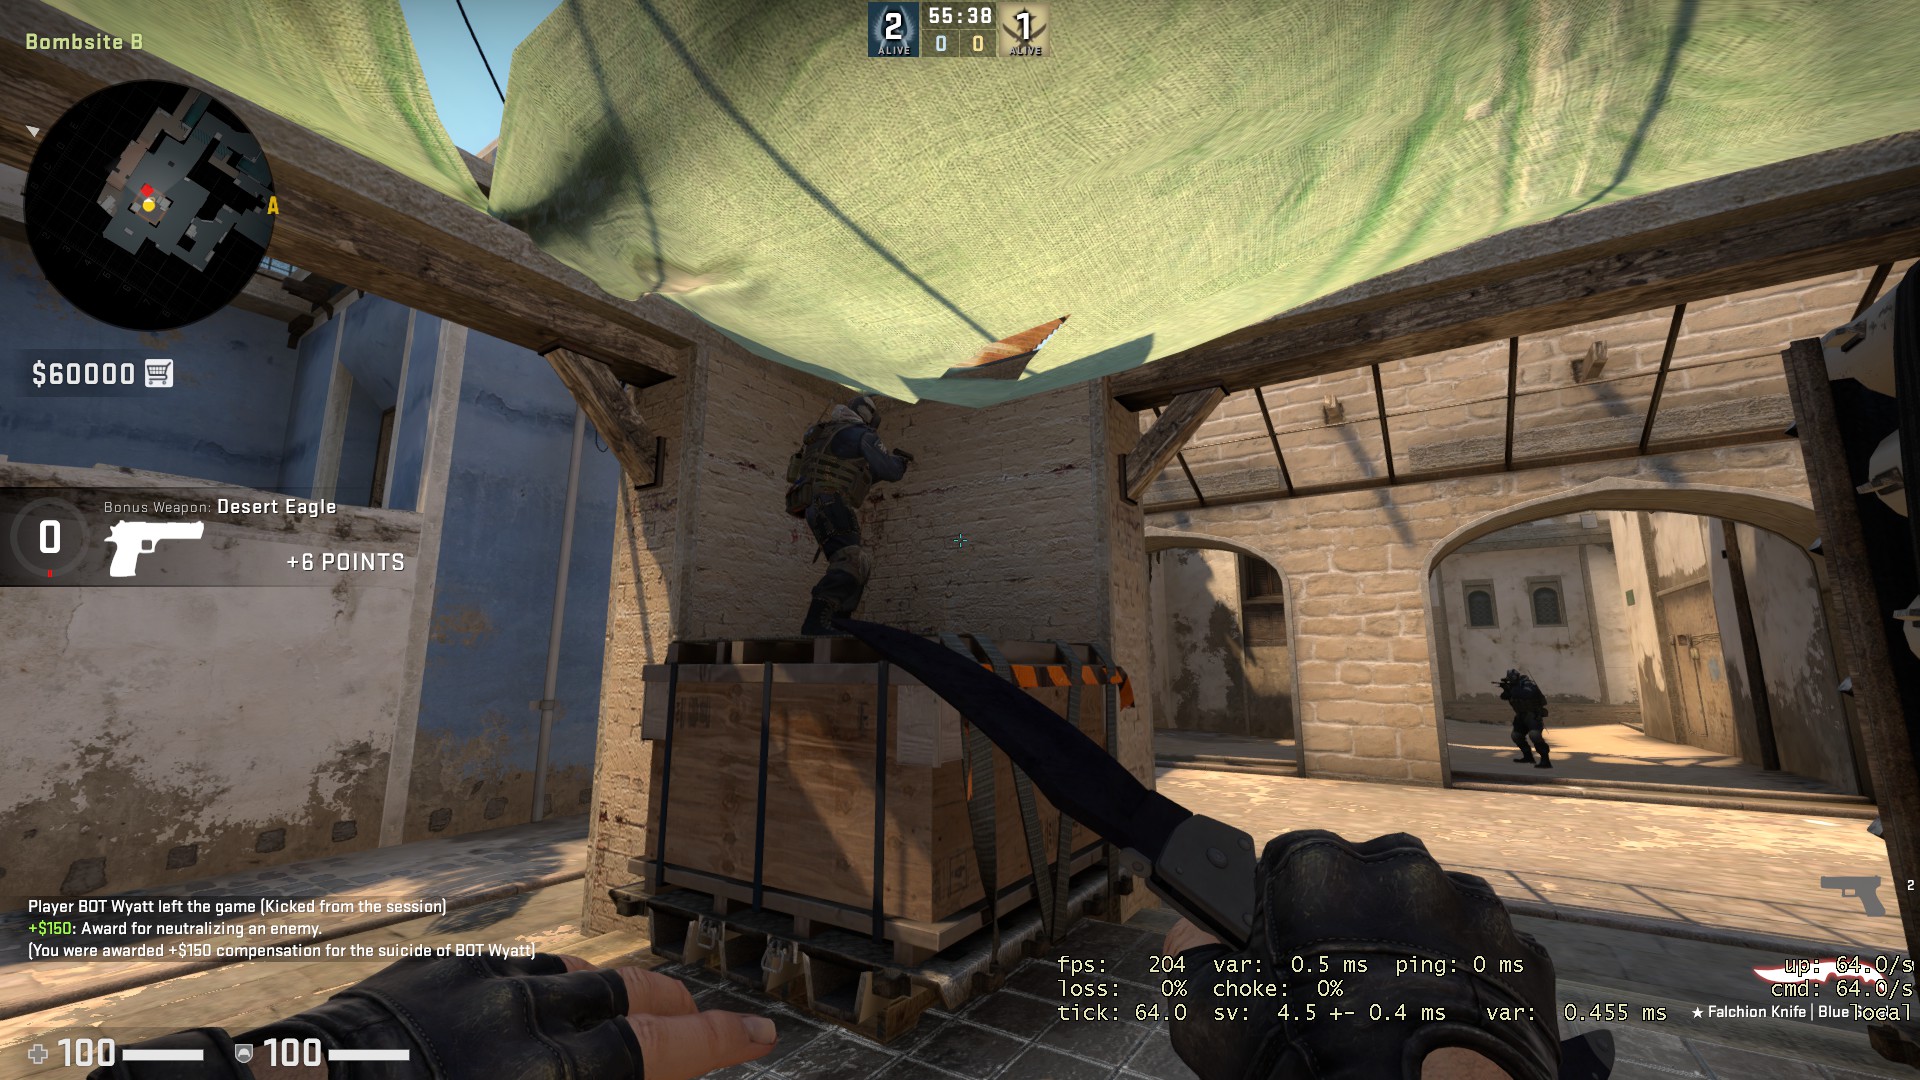 Bombsite B
2 55:38 1
ALIVE 0 0 ALIVE
A
$60000
Bonus Weapon: Desert Eagle
0
+6 POINTS
Player BOT Wyatt left the game (Kicked from the session)
+$150: Award for neutralizing an enemy.
(You were awarded +$150 compensation for the suicide of BOT Wyatt)
2
fps: 204 var: 0.5 ms ping: 0 ms up: 64.0/s
loss: 0% choke: 0% cmd: 64.0/s
tick: 64.0 sv: 4.5 +- 0.4 ms var: 0.455 ms local
★ Falchion Knife | Blue
100 100